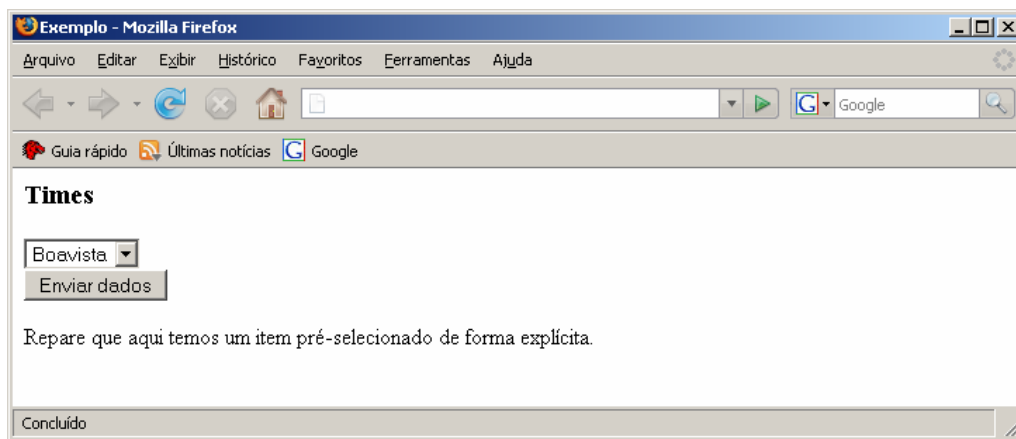 Exemplo - Mozilla Firefox
Arquivo Editar Exibir Histórico Favoritos Ferramentas Ajuda
G Google
Guia rápido Últimas notícias G Google
Times
Boavista
Enviar dados
Repare que aqui temos um item pré-selecionado de forma explícita.
Concluído